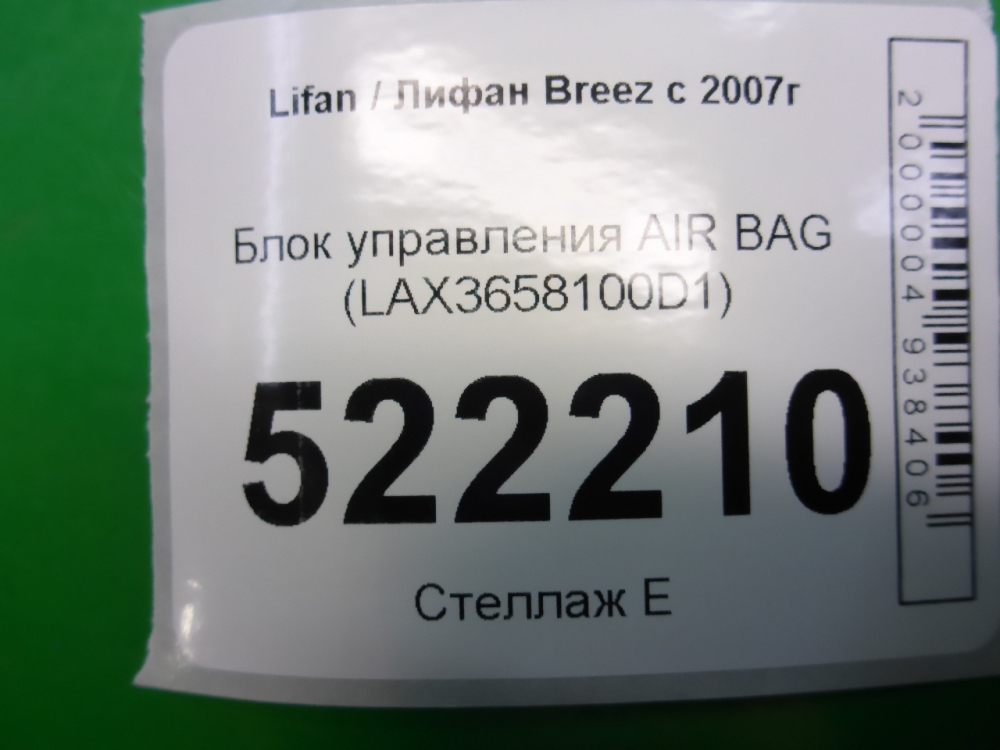 Lifan / Лифан Breez с 2007г
Блок управления AIR BAG
(LAX3658100D1)
522210
Стеллаж Е
2000004938406